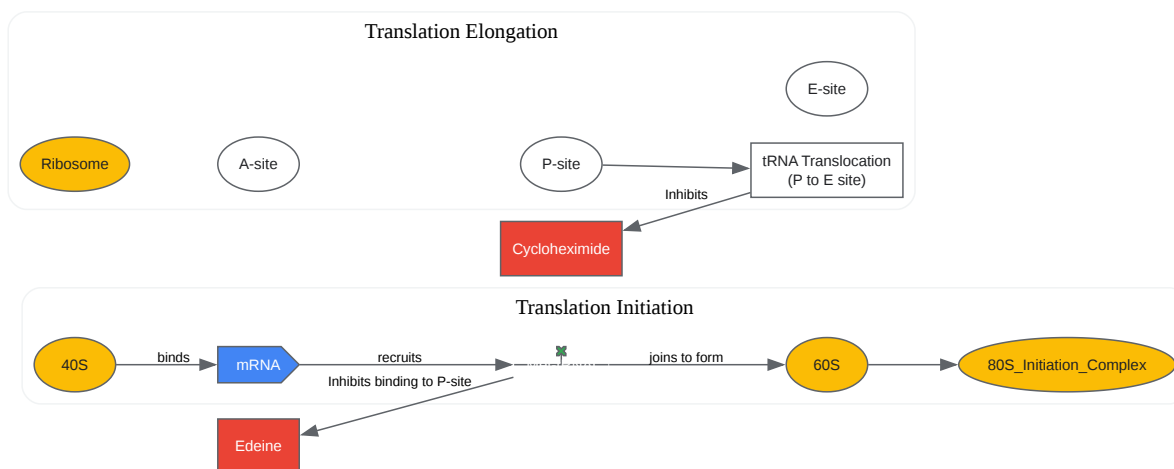 Translation Elongation
E-site
Ribosome
A-site
P-site
tRNA Translocation
(P to E site)
Inhibits
Cycloheximide
Translation Initiation
40S
binds
mRNA
recruits
joins to form
60S
80S_Initiation_Complex
Inhibits binding to P-site
Edeine